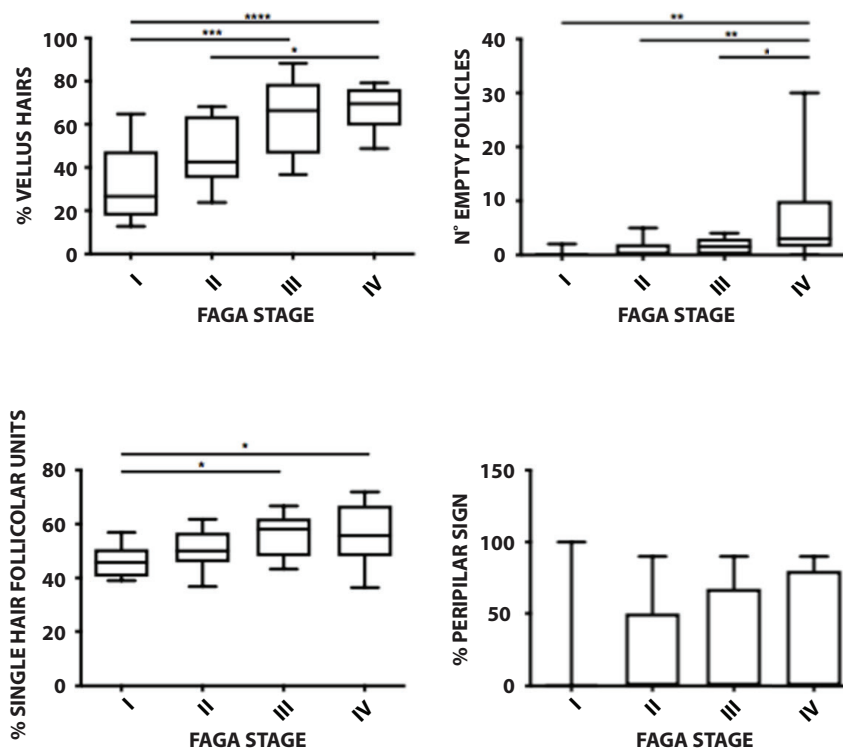 ****
***
*
% VELLUS HAIRS
100
80
60
40
20
0
I
II
III
IV
FAGA STAGE
**
**
*
N° EMPTY FOLLICLES
40
30
20
10
0
I
II
III
IV
FAGA STAGE
*
*
% SINGLE HAIR FOLLICOLAR UNITS
80
60
40
20
0
I
II
III
IV
FAGA STAGE
% PERIPILAR SIGN
150
100
50
0
I
II
III
IV
FAGA STAGE